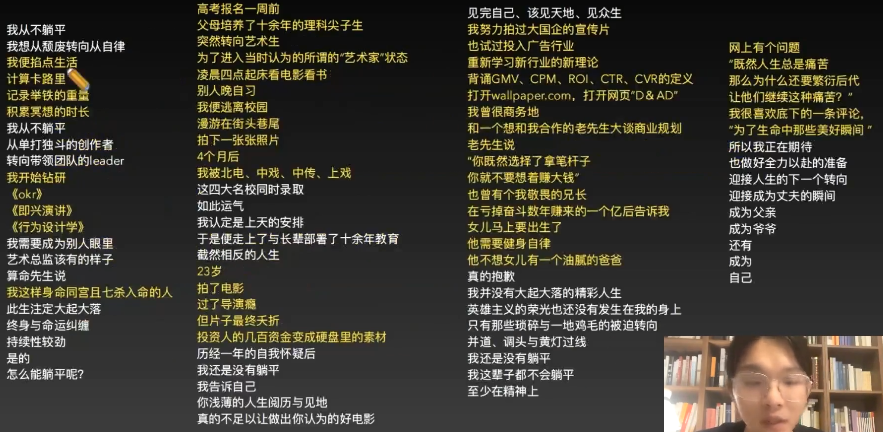 我从不躺平
我想从颓废转向从自律
我便掐点生活
计算卡路里
记录举铁的重量
积累冥想的时长
我从不躺平
从单打独斗的创作者
转向带领团队的leader
我开始钻研
《okr》
《即兴演讲》
《行为设计学》
我需要成为别人眼里
艺术总监该有的样子
算命先生说
我这样身命同宫且七杀入命的人
此生注定大起大落
终身与命运纠缠
持续性较劲
是的
怎么能躺平呢?
高考报名一周前
父母培养了十余年的理科尖子生
突然转向艺术生
为了进入当时认为的所谓的“艺术家”状态
凌晨四点起床看电影看书
别人晚自习
我便逃离校园
漫游在街头巷尾
拍下一张张照片
4个月后
我被北电、中戏、中传、上戏
这四大名校同时录取
如此运气
我认定是上天的安排
于是便走上了与长辈部署了十余年教育
截然相反的人生
23岁
拍了电影
过了导演瘾
但片子最终夭折
投资人的几百资金变成硬盘里的素材
历经一年的自我怀疑后
我还是没有躺平
我告诉自己
你浅薄的人生阅历与见地
真的不足以让做出你认为的好电影
见完自己、该见天地、见众生
我努力拍过大国企的宣传片
也试过投入广告行业
重新学习新行业的新理论
背诵GMV、CPM、ROI、CTR、CVR的定义
打开wallpaper.com，打开网页“D＆AD”
我曾很商务地
和一个想和我合作的老先生大谈商业规划
老先生说
“你既然选择了拿笔杆子
你就不要想着赚大钱”
也曾有个我敬畏的兄长
在亏掉奋斗数年赚来的一个亿后告诉我
女儿马上要出生了
他需要健身自律
他不想女儿有一个油腻的爸爸
真的抱歉
我并没有大起大落的精彩人生
英雄主义的荣光也还没有发生在我的身上
只有那些琐碎与一地鸡毛的被迫转向
并道、调头与黄灯过线
我还是没有躺平
我这辈子都不会躺平
至少在精神上
网上有个问题
“既然人生总是痛苦
那么为什么还要繁衍后代
让他们继续这种痛苦？”
我很喜欢底下的一条评论，
“为了生命中那些美好瞬间 ”
所以我正在期待
也做好全力以赴的准备
迎接人生的下一个转向
迎接成为丈夫的瞬间
成为父亲
成为爷爷
还有
成为
自己